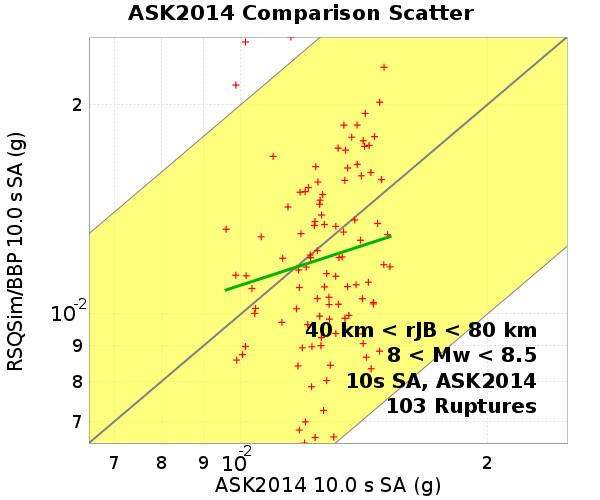 ASK2014 Comparison Scatter
RSQSim/BBP 10.0 s SA (g)
2
10-2
9
8
7
40 km < rJB < 80 km
8 < Mw < 8.5
10s SA, ASK2014
103 Ruptures
7 8 9 10-2 2
ASK2014 10.0 s SA (g)